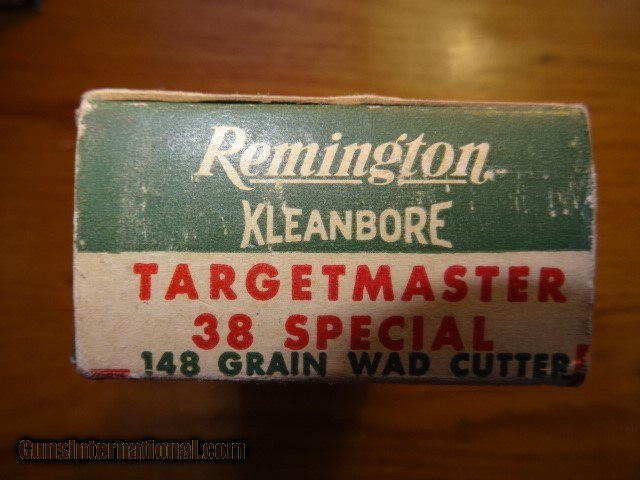 Remington
KLEANBORE
TARGETMASTER
38 SPECIAL
148 GRAIN WAD CUTTER
GunsInternational.com